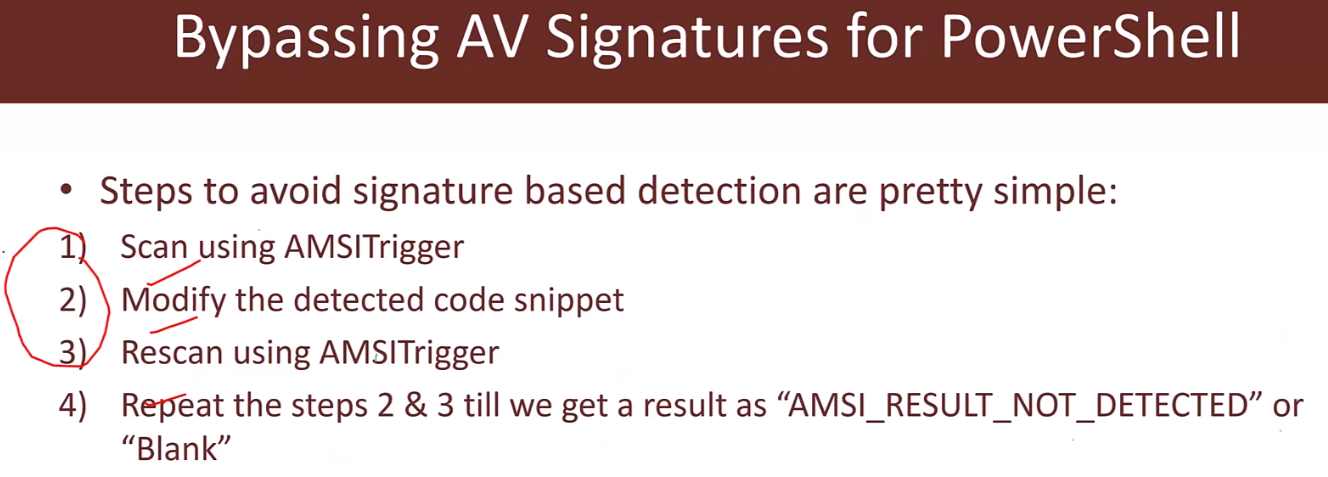 Bypassing AV Signatures for PowerShell
• Steps to avoid signature based detection are pretty simple:
1) Scan using AMSITrigger
2) Modify the detected code snippet
3) Rescan using AMSITrigger
4) Repeat the steps 2 & 3 till we get a result as “AMSI_RESULT_NOT_DETECTED” or
“Blank”